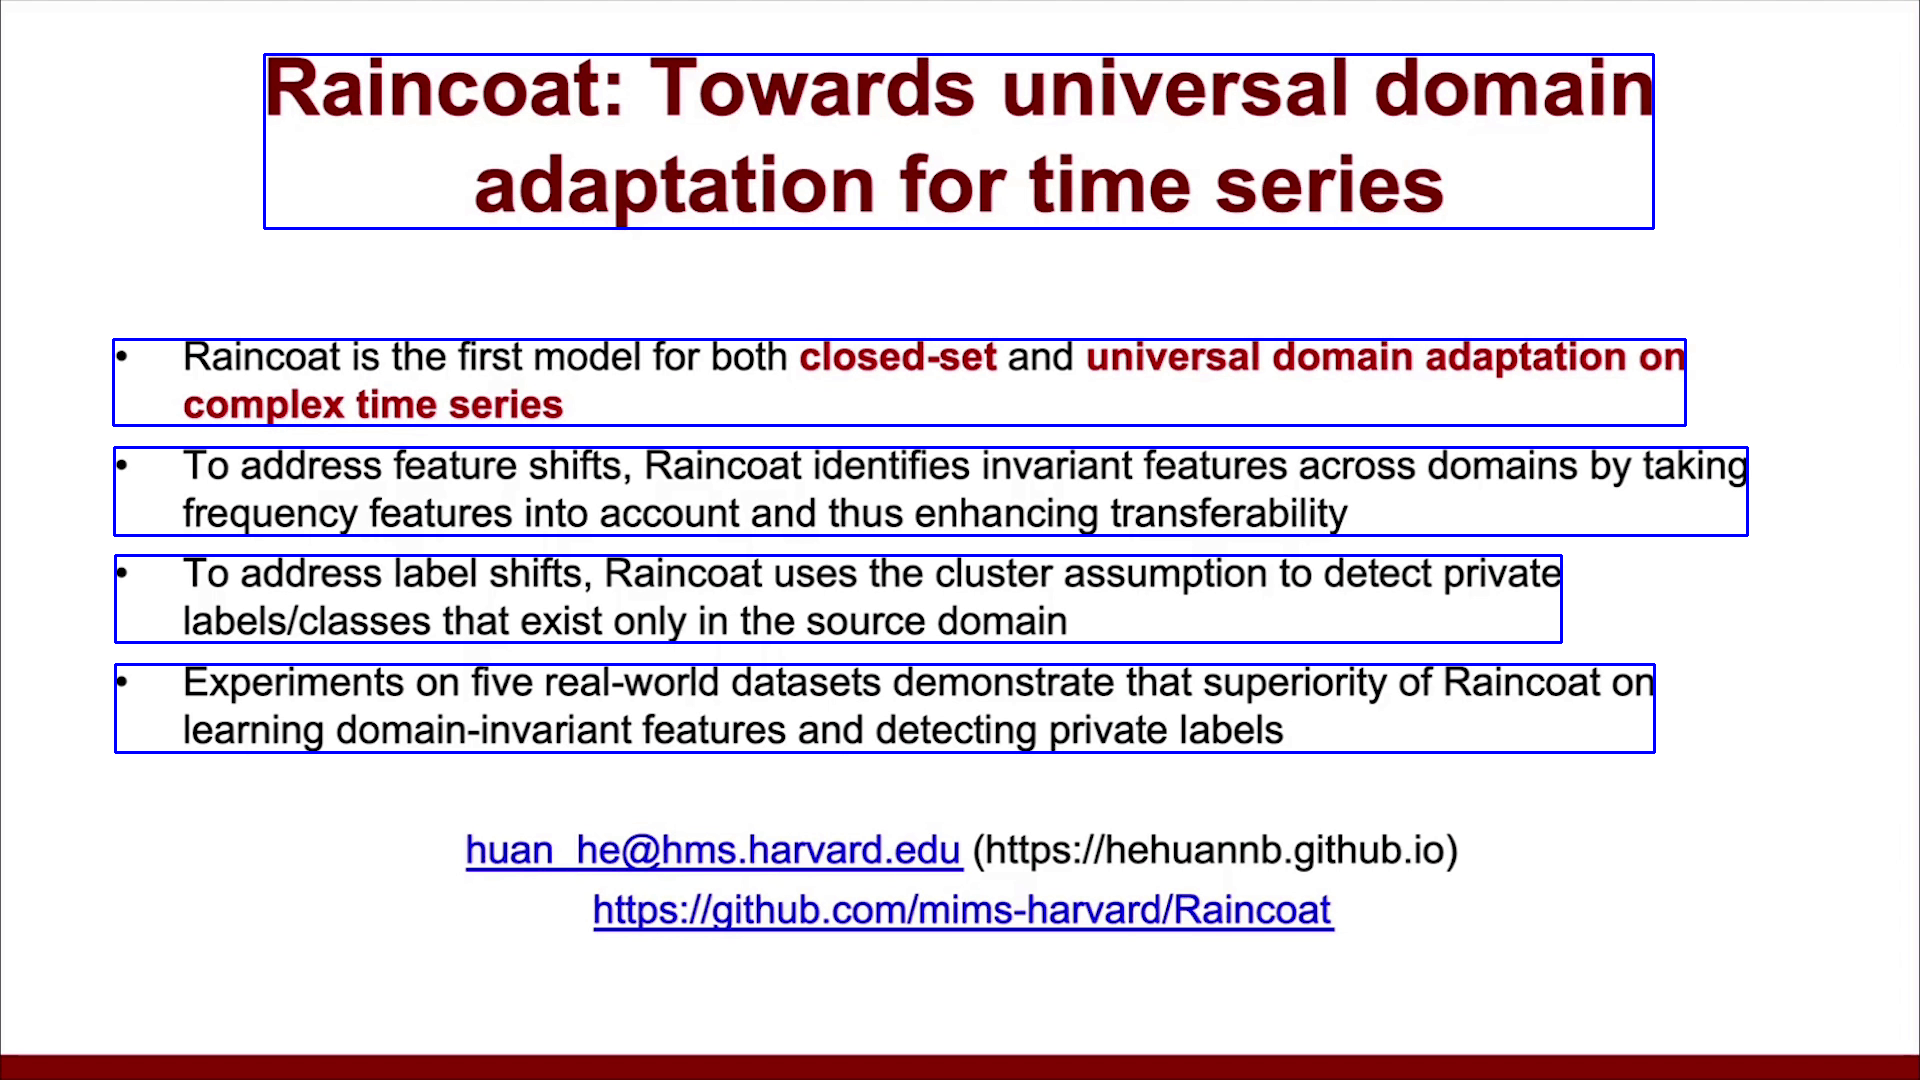 Raincoat: Towards universal domain
adaptation for time series
• Raincoat is the first model for both closed-set and universal domain adaptation on
complex time series
• To address feature shifts, Raincoat identifies invariant features across domains by taking
frequency features into account and thus enhancing transferability
• To address label shifts, Raincoat uses the cluster assumption to detect private
labels/classes that exist only in the source domain
• Experiments on five real-world datasets demonstrate that superiority of Raincoat on
learning domain-invariant features and detecting private labels
huan_he@hms.harvard.edu (https://hehuannb.github.io)
https://github.com/mims-harvard/Raincoat